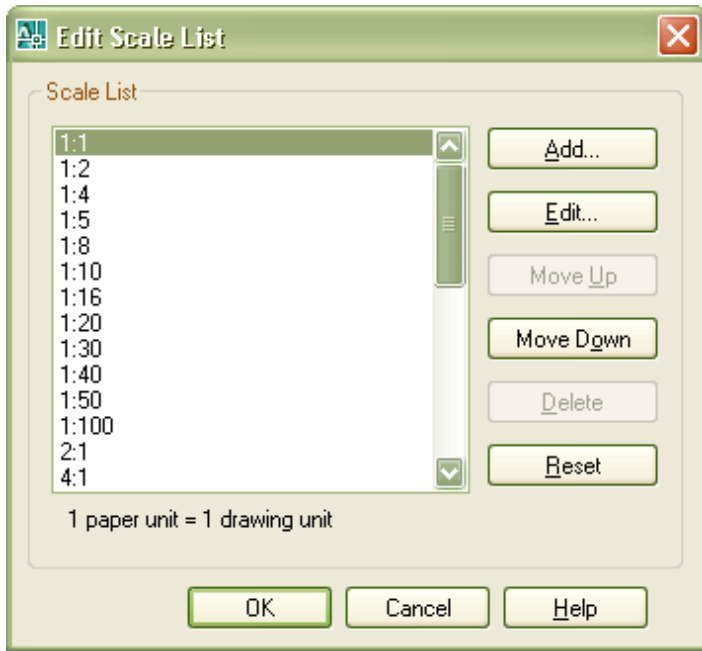 Edit Scale List
Scale List
1:1
1:2
1:4
1:5
1:8
1:10
1:16
1:20
1:30
1:40
1:50
1:100
2:1
4:1
Add...
Edit...
Move Up
Move Down
Delete
Reset
1 paper unit = 1 drawing unit
OK Cancel Help